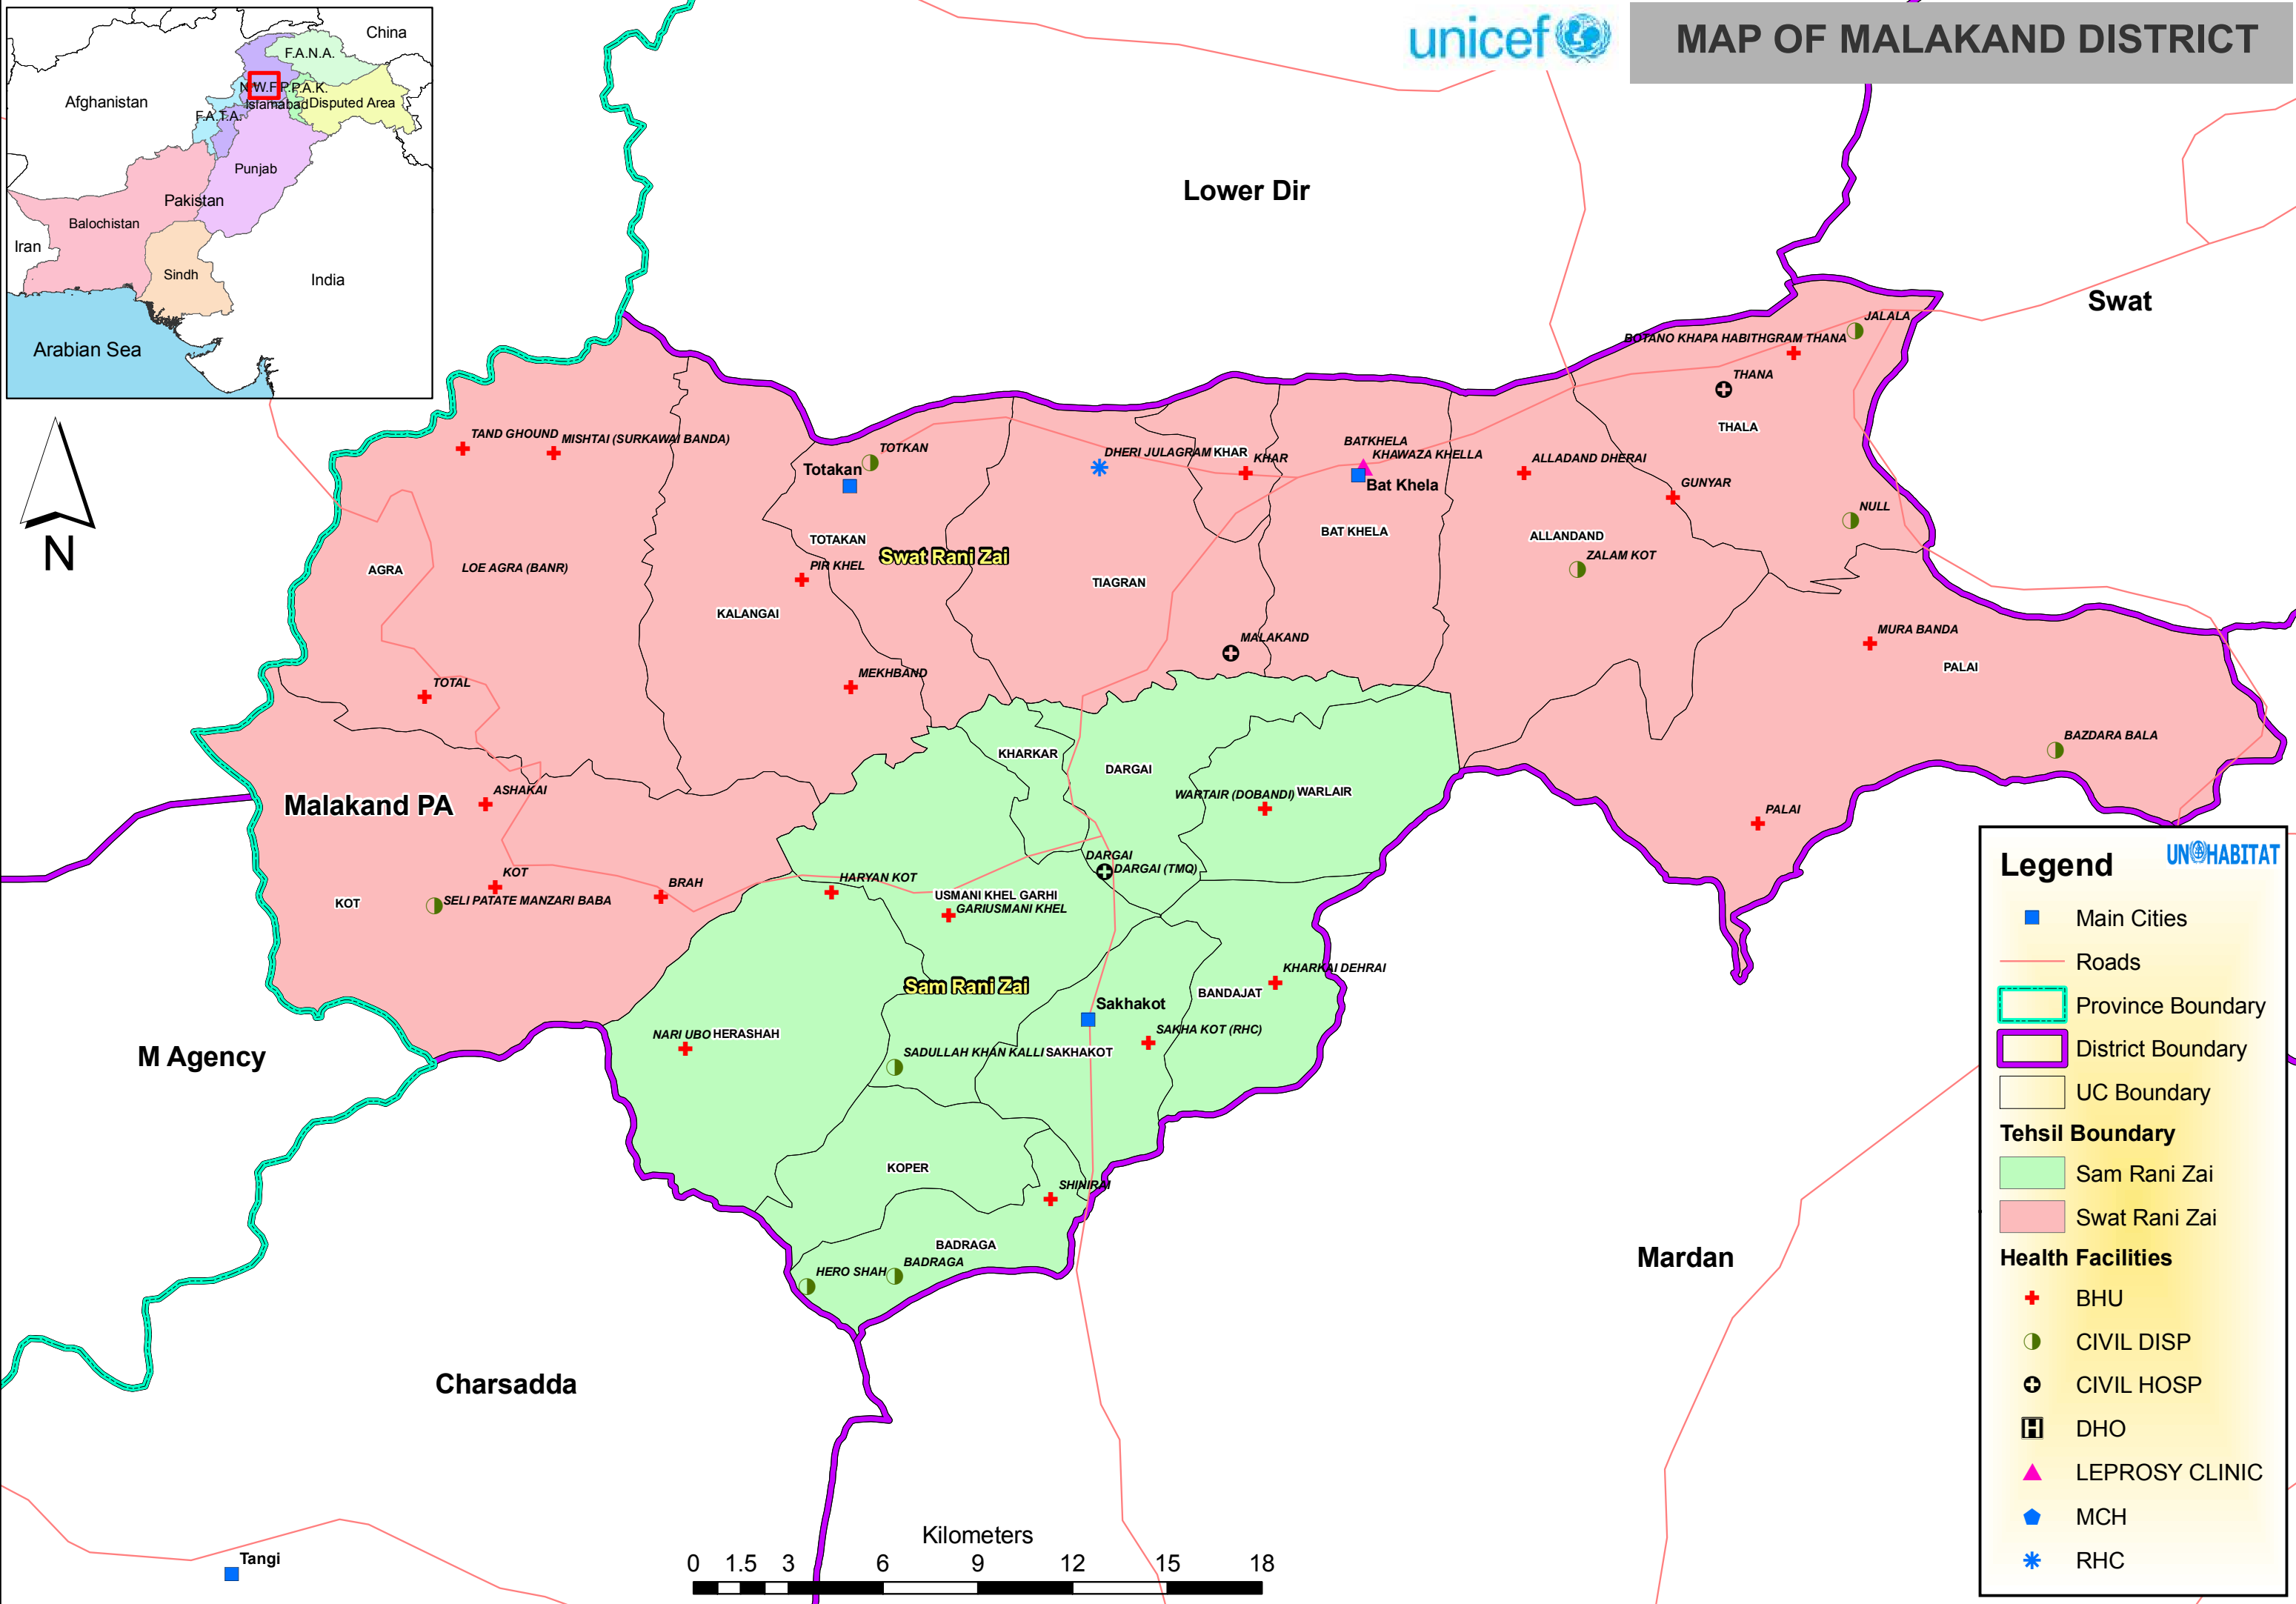 unicef
MAP OF MALAKAND DISTRICT
China
F.A.N.A.
Afghanistan
N.W.F.P.
P.A.K.
Islamabad
Disputed Area
F.A.T.A.
Punjab
Pakistan
Balochistan
Iran
Sindh
India
Arabian Sea
N
Lower Dir
Swat
JALALA
BOTANO KHAPA HABITHGRAM THANA
THANA
THALA
TAND GHOUND
MISHTAI (SURKAWAI BANDA)
TOTKAN
Totakan
DHERI JULAGRAM
KHAR
KHAR
BATKHELA
KHAWAZA KHELLA
Bat Khela
ALLADAND DHERAI
GUNYAR
NULL
TOTAKAN
Swat Rani Zai
BAT KHELA
ALLANDAND
ZALAM KOT
AGRA
LOE AGRA (BANR)
PIR KHEL
TIAGRAN
KALANGAI
MALAKAND
MURA BANDA
PALAI
TOTAL
MEKHBAND
BAZDARA BALA
KHARKAR
DARGAI
Malakand PA
ASHAKAI
WARTAIR (DOBANDI)
WARLAIR
PALAI
DARGAI
DARGAI (TMQ)
KOT
BRAH
HARYAN KOT
USMANI KHEL GARHI
GARIUSMANI KHEL
KOT
SELI PATATE MANZARI BABA
Sam Rani Zai
KHARKAI DEHRAI
BANDAJAT
Sakhakot
NARI UBO
HERASHAH
SAKHA KOT (RHC)
SADULLAH KHAN KALLI
SAKHAKOT
M Agency
KOPER
SHINIRAI
BADRAGA
HERO SHAH
BADRAGA
Mardan
Charsadda
Tangi
Kilometers
0 1.5 3 6 9 12 15 18
Legend
UN HABITAT
Main Cities
Roads
Province Boundary
District Boundary
UC Boundary
Tehsil Boundary
Sam Rani Zai
Swat Rani Zai
Health Facilities
BHU
CIVIL DISP
CIVIL HOSP
H DHO
LEPROSY CLINIC
MCH
RHC